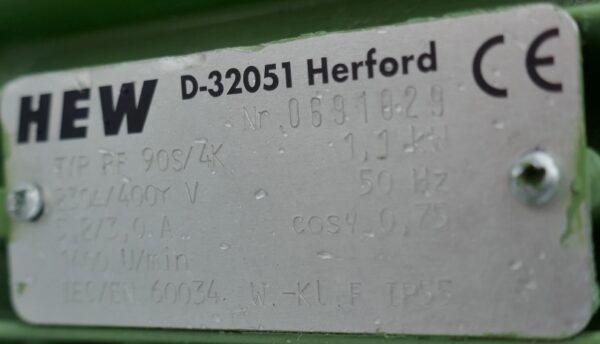 HEW D-32051 Herford CE
Nr. 0691029
TYP PF 90S/4K 1,1 kW
230Δ/400Y V 50 Hz
5,2/3,0 A cosφ 0,75
U/min
IEC/EN 60034 W.-Kl. F IP55